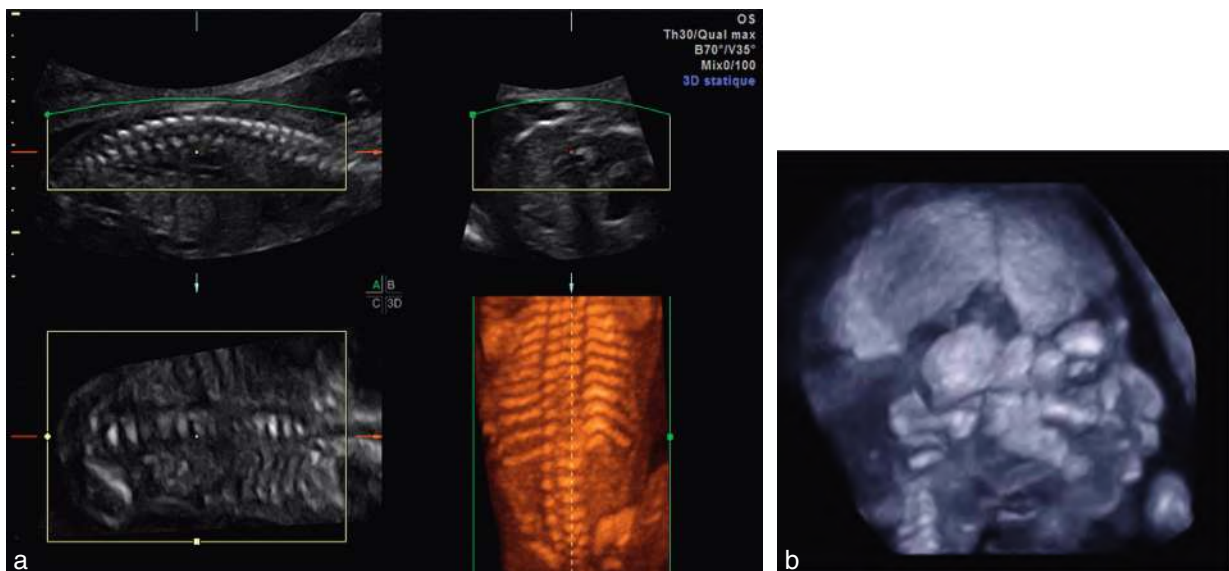 OS
Th30/Qual max
B70°/V35°
Mix0/100
3D statique
A B
C 3D
a
b